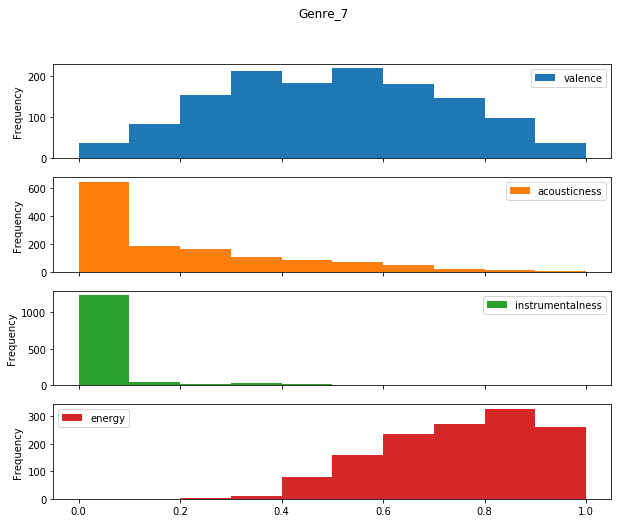 Genre_7
200
100
0
Frequency
valence
600
400
200
0
Frequency
acousticness
1000
500
0
Frequency
instrumentalness
300
200
100
0
Frequency
energy
0.0 0.2 0.4 0.6 0.8 1.0